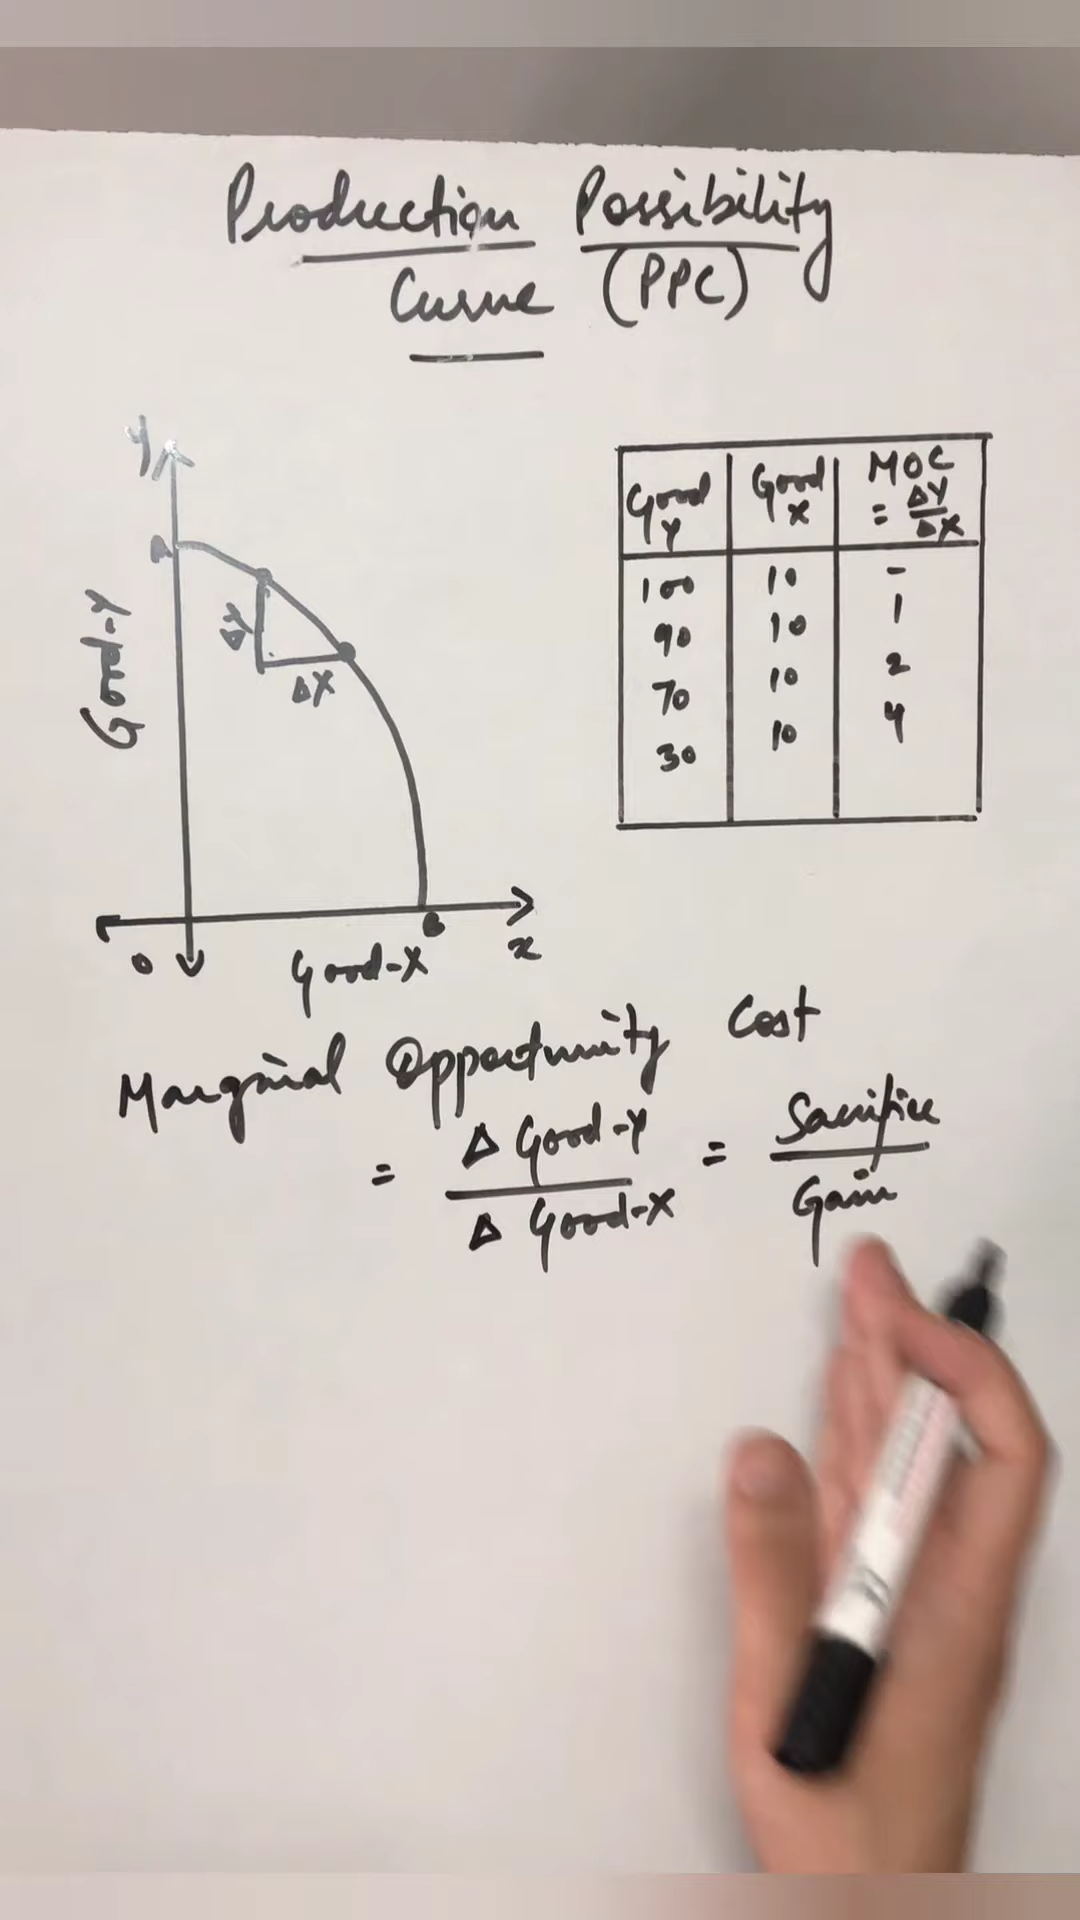 Production Possibility
Curve (PPC)
Y
A
Good-Y
ΔY
ΔX
B
0
Good-X
x
Good Y | Good X | MOC = ΔY/ΔX
100 | 10 | -
90 | 10 | 1
70 | 10 | 2
30 | 10 | 4
Marginal Opportunity Cost
= Δ Good-Y / Δ Good-X = Sacrifice / Gain